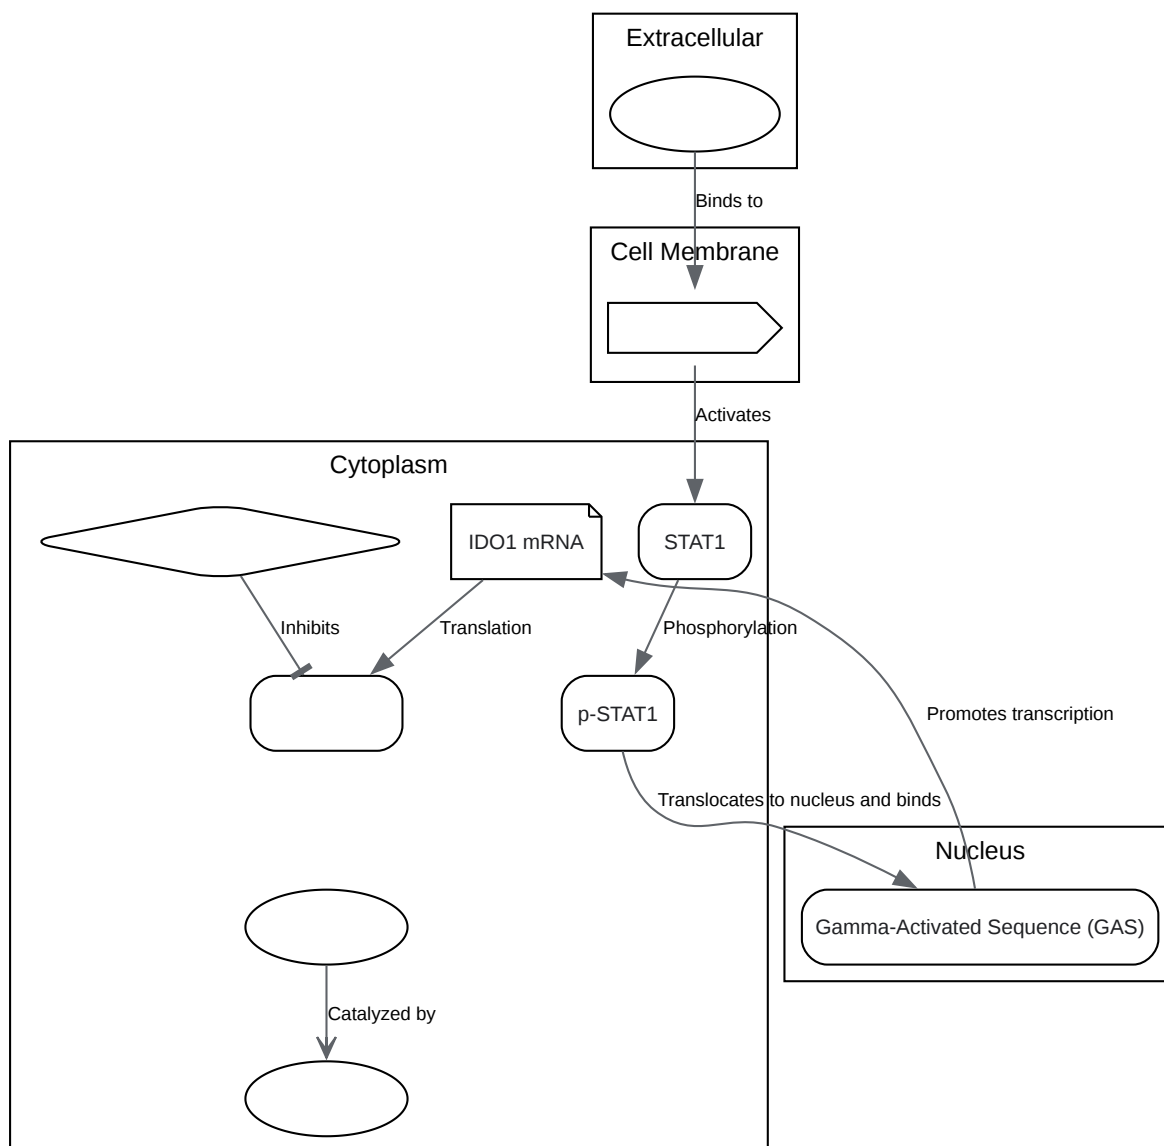 Extracellular
Binds to
Cell Membrane
Activates
Cytoplasm
IDO1 mRNA
STAT1
Inhibits
Translation
Phosphorylation
p-STAT1
Promotes transcription
Translocates to nucleus and binds
Nucleus
Gamma-Activated Sequence (GAS)
Catalyzed by